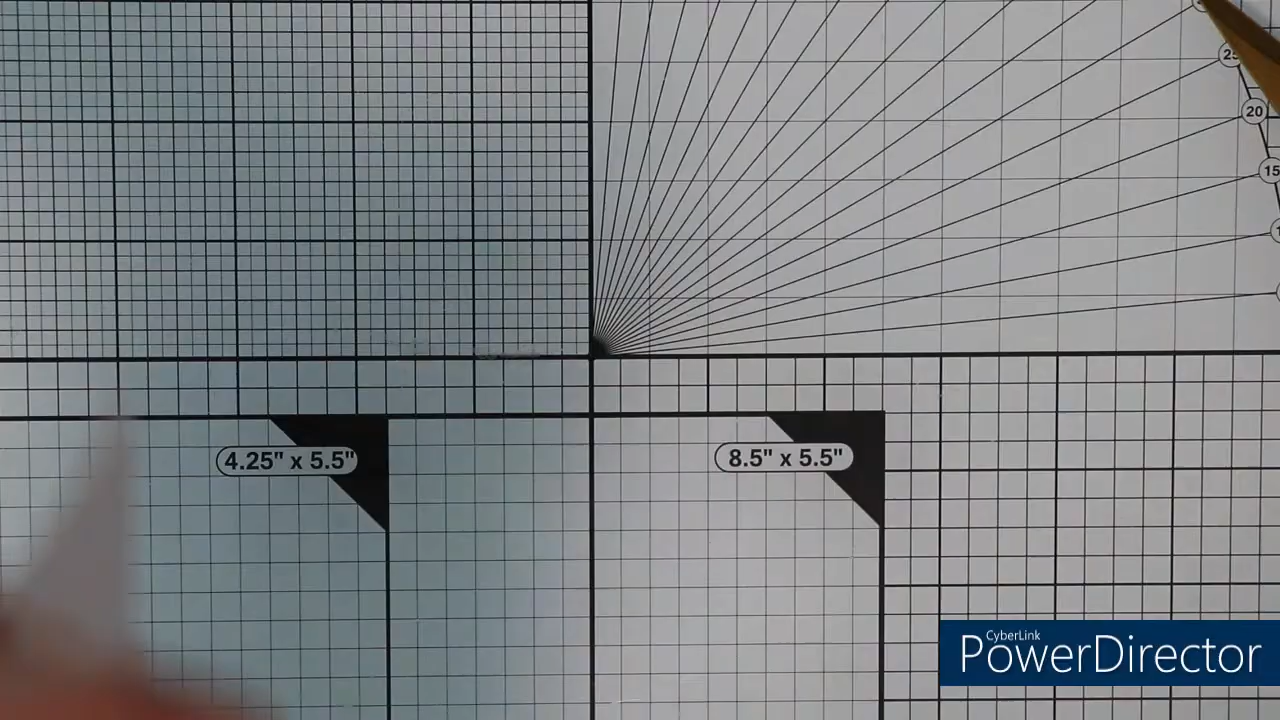 25
20
15
4.25" x 5.5"
8.5" x 5.5"
CyberLink
PowerDirector